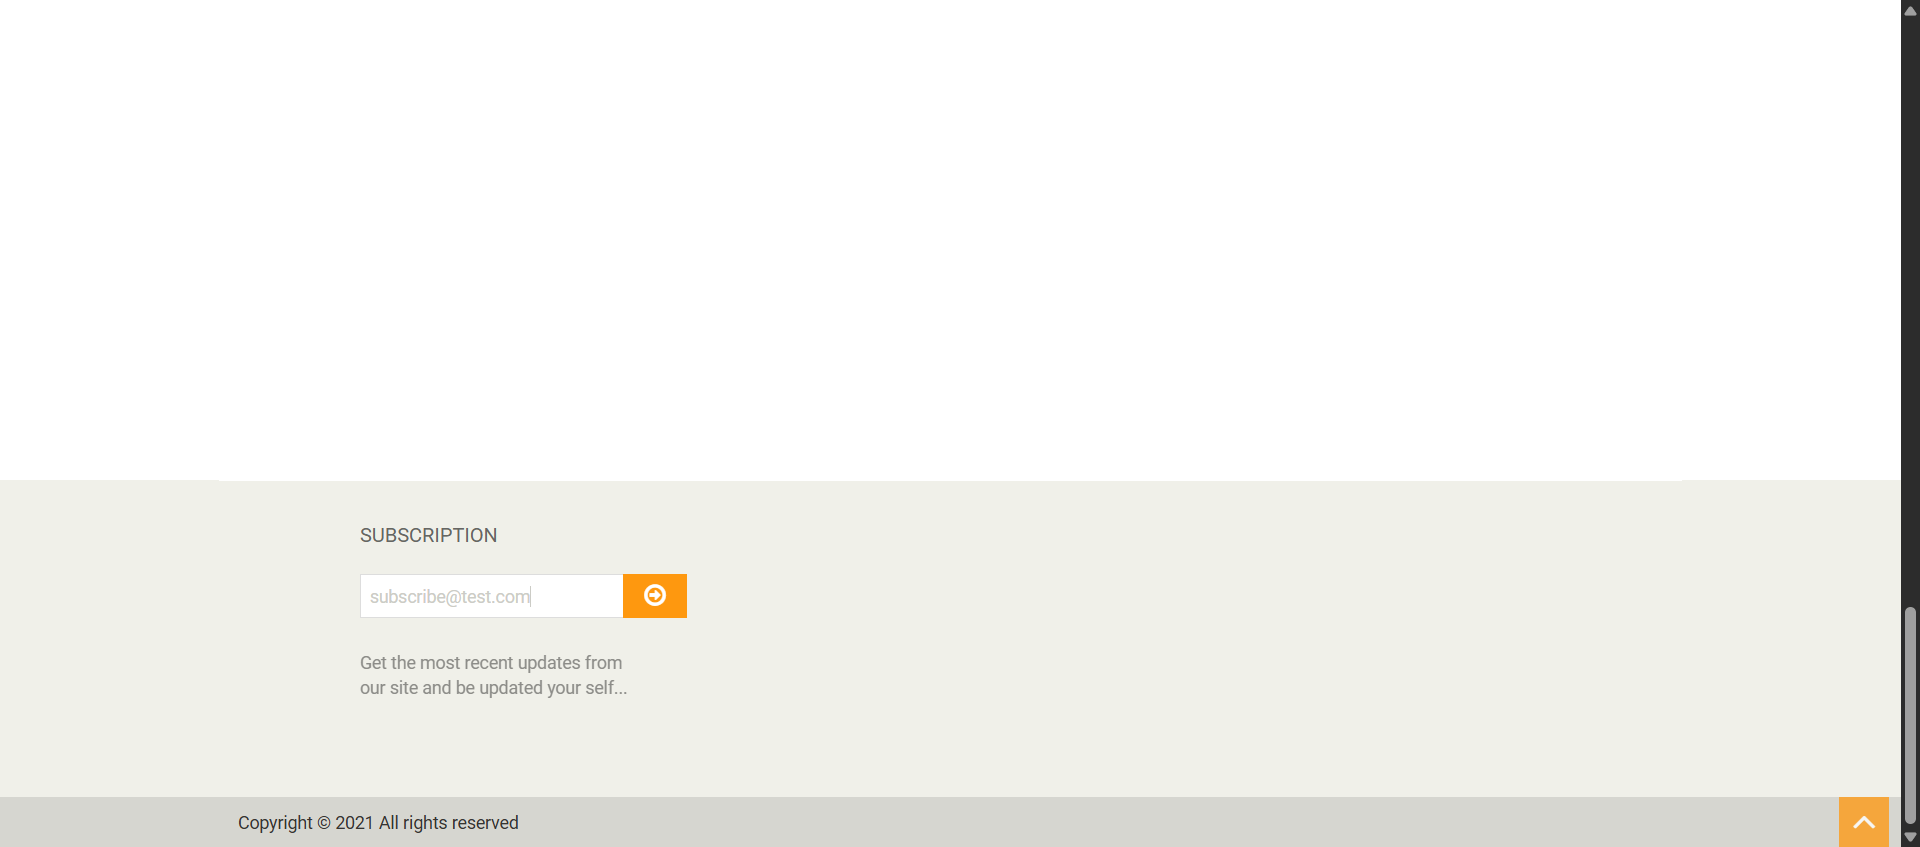 SUBSCRIPTION
subscribe@test.com
Get the most recent updates from
our site and be updated your self...
Copyright © 2021 All rights reserved